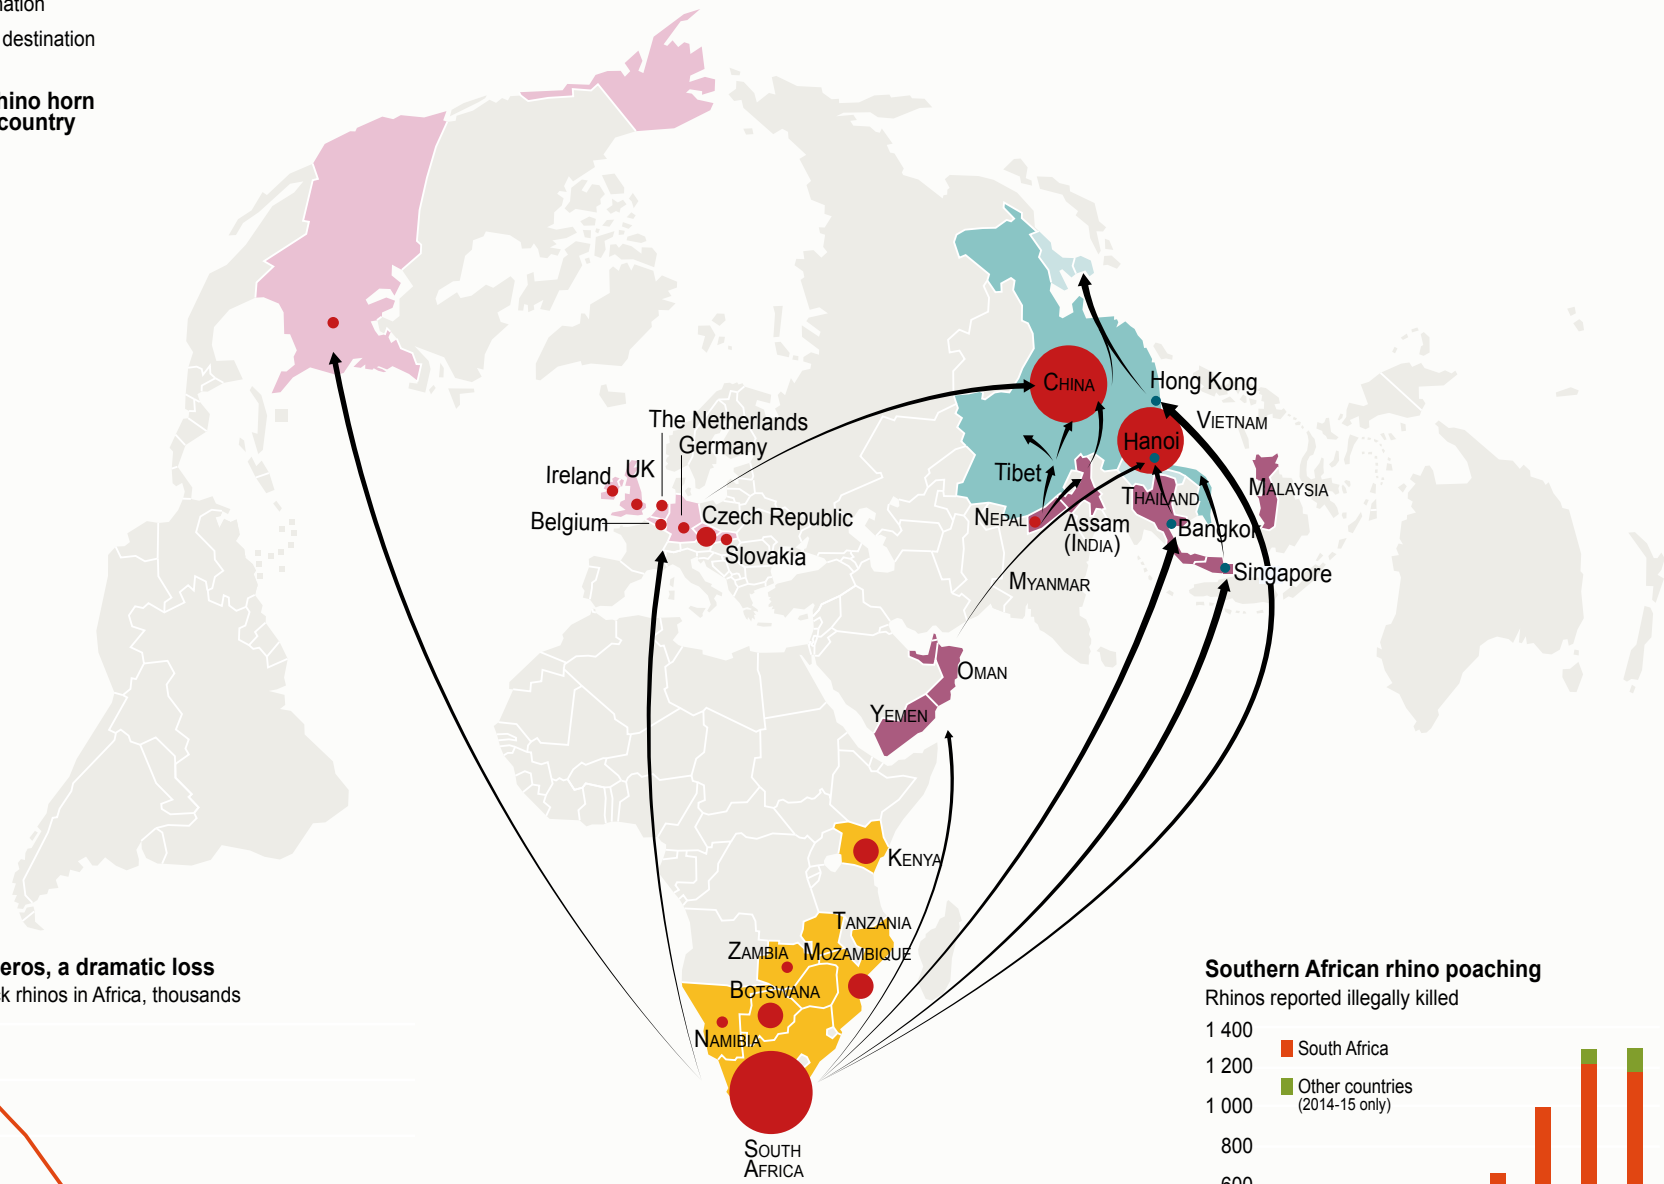 destination
hino horn
country
The Netherlands
Germany
Ireland
UK
Belgium
Czech Republic
Slovakia
CHINA
Hong Kong
VIETNAM
Hanoi
Tibet
THAILAND
MALAYSIA
NEPAL
Assam
(INDIA)
Bangkok
MYANMAR
Singapore
OMAN
YEMEN
KENYA
TANZANIA
ZAMBIA
MOZAMBIQUE
BOTSWANA
NAMIBIA
SOUTH
AFRICA
eros, a dramatic loss
ck rhinos in Africa, thousands
Southern African rhino poaching
Rhinos reported illegally killed
1 400
South Africa
1 200
Other countries
(2014-15 only)
1 000
800
600